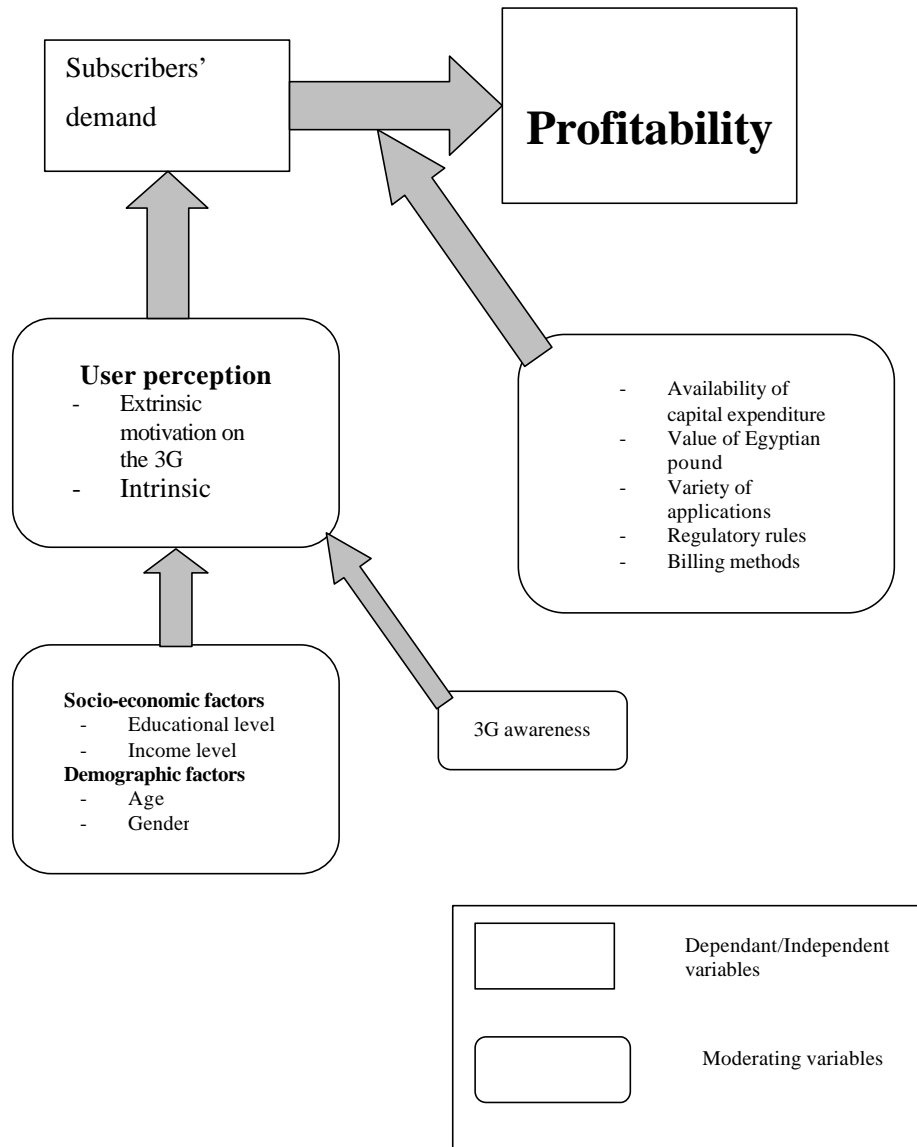 Subscribers’
demand
Profitability
User perception
- Extrinsic
motivation on
the 3G
- Intrinsic
- Availability of
capital expenditure
- Value of Egyptian
pound
- Variety of
applications
- Regulatory rules
- Billing methods
Socio-economic factors
- Educational level
- Income level
Demographic factors
- Age
- Gender
3G awareness
Dependant/Independent
variables
Moderating variables